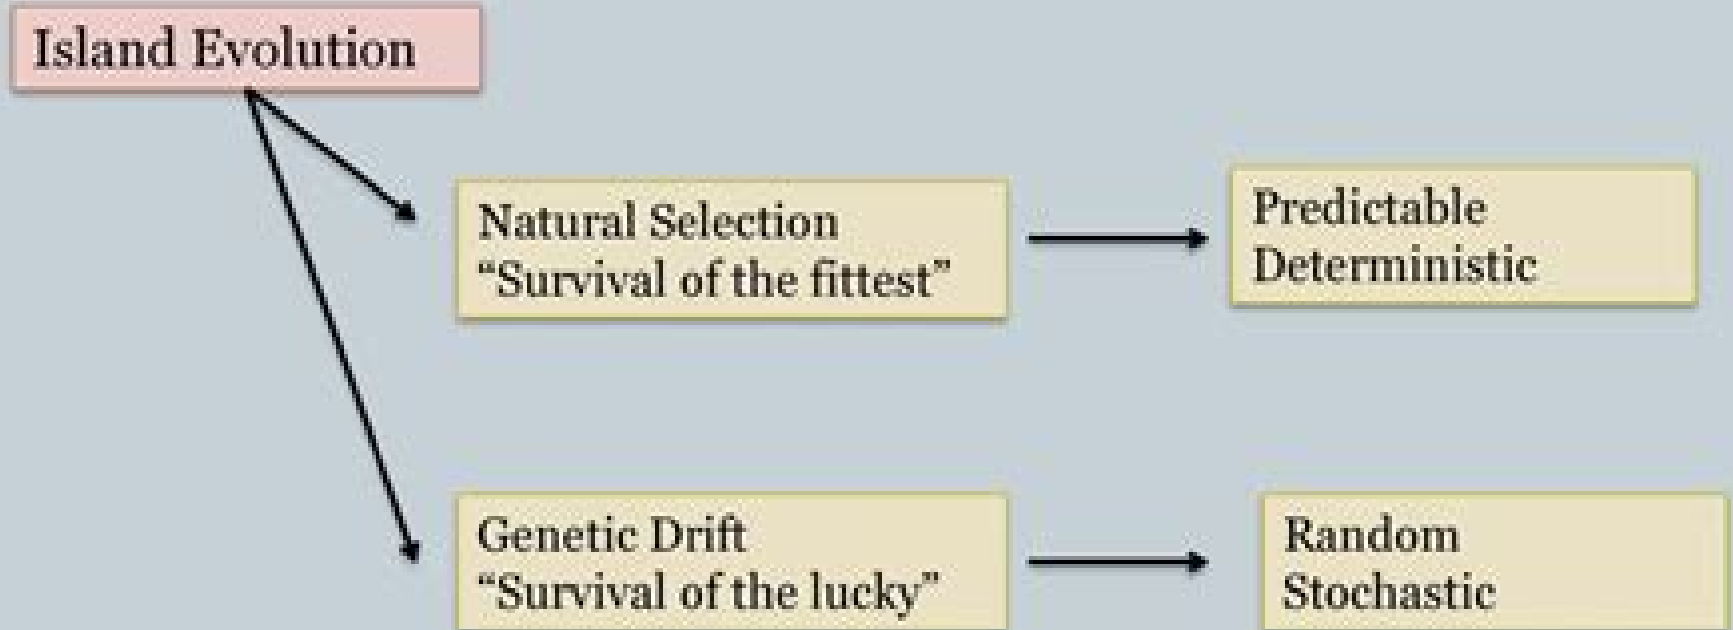 Island Evolution
Natural Selection
“Survival of the fittest”
Predictable
Deterministic
Genetic Drift
“Survival of the lucky”
Random
Stochastic